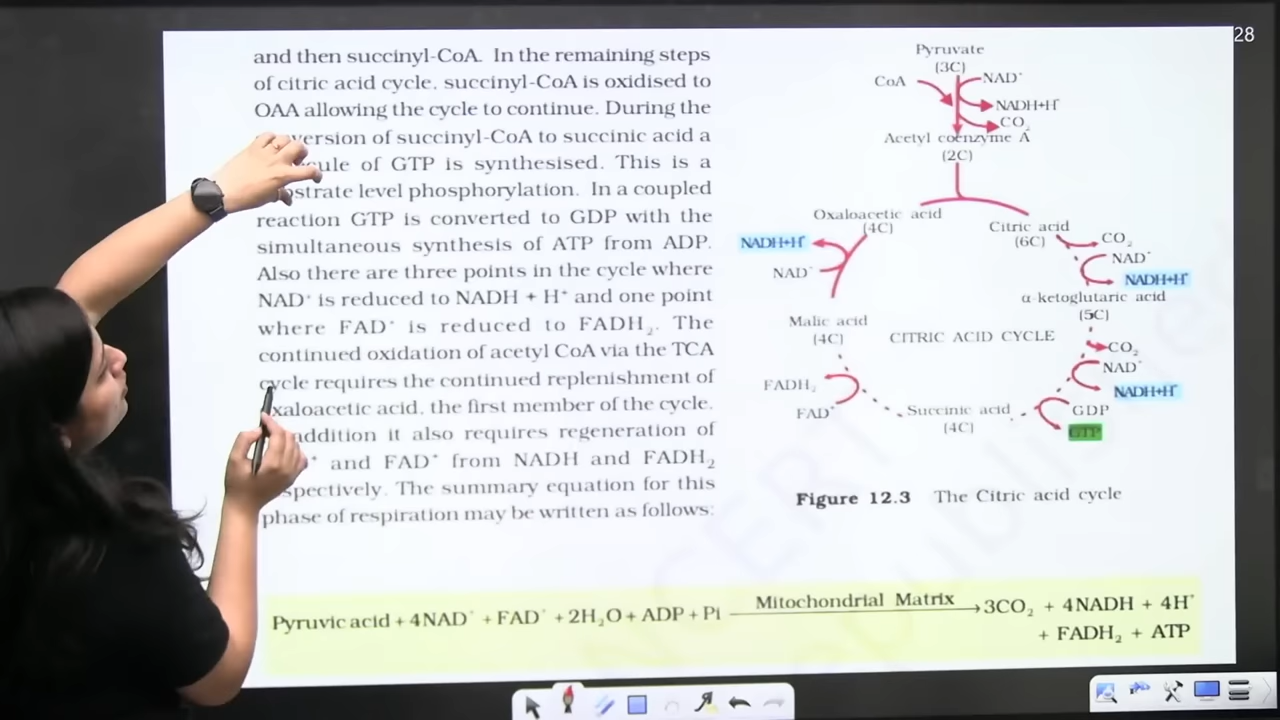 28
and then succinyl-CoA. In the remaining steps
of citric acid cycle, succinyl-CoA is oxidised to
OAA allowing the cycle to continue. During the
version of succinyl-CoA to succinic acid a
cule of GTP is synthesised. This is a
strate level phosphorylation. In a coupled
reaction GTP is converted to GDP with the
simultaneous synthesis of ATP from ADP.
Also there are three points in the cycle where
NAD⁺ is reduced to NADH + H⁺ and one point
where FAD⁺ is reduced to FADH₂. The
continued oxidation of acetyl CoA via the TCA
cycle requires the continued replenishment of
xaloacetic acid, the first member of the cycle.
addition it also requires regeneration of
⁺ and FAD⁺ from NADH and FADH₂
spectively. The summary equation for this
phase of respiration may be written as follows:
Pyruvate
(3C)
CoA
NAD⁺
NADH+H⁺
CO₂
Acetyl coenzyme A
(2C)
Oxaloacetic acid
(4C)
Citric acid
(6C)
CO₂
NADH+H⁺
NAD⁺
NAD⁺
NADH+H⁺
α-ketoglutaric acid
(5C)
Malic acid
(4C)
CITRIC ACID CYCLE
CO₂
NAD⁺
NADH+H⁺
FADH₂
FAD⁺
Succinic acid
(4C)
GDP
GTP
Figure 12.3 The Citric acid cycle
Pyruvic acid + 4NAD⁺ + FAD⁺ + 2H₂O + ADP + Pi Mitochondrial Matrix 3CO₂ + 4NADH + 4H⁺
+ FADH₂ + ATP